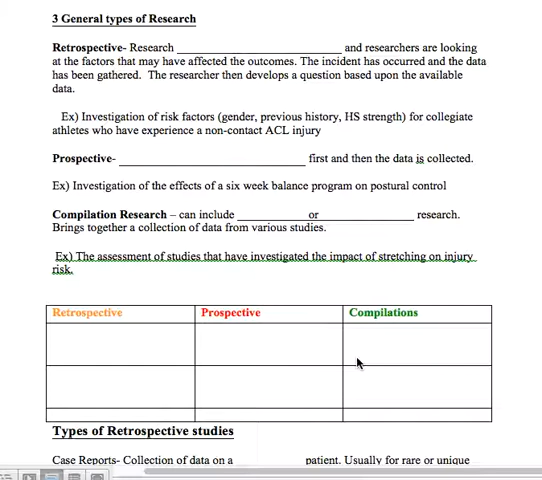 3 General types of Research
Retrospective- Research ____________________________ and researchers are looking
at the factors that may have affected the outcomes. The incident has occurred and the data
has been gathered.  The researcher then develops a question based upon the available
data.
Ex) Investigation of risk factors (gender, previous history, HS strength) for collegiate
athletes who have experience a non-contact ACL injury
Prospective- ________________________________ first and then the data is collected.
Ex) Investigation of the effects of a six week balance program on postural control
Compilation Research – can include ____________or ________________ research.
Brings together a collection of data from various studies.
Ex) The assessment of studies that have investigated the impact of stretching on injury
risk.
Retrospective Prospective Compilations
Types of Retrospective studies
Case Reports- Collection of data on a ____________ patient. Usually for rare or unique